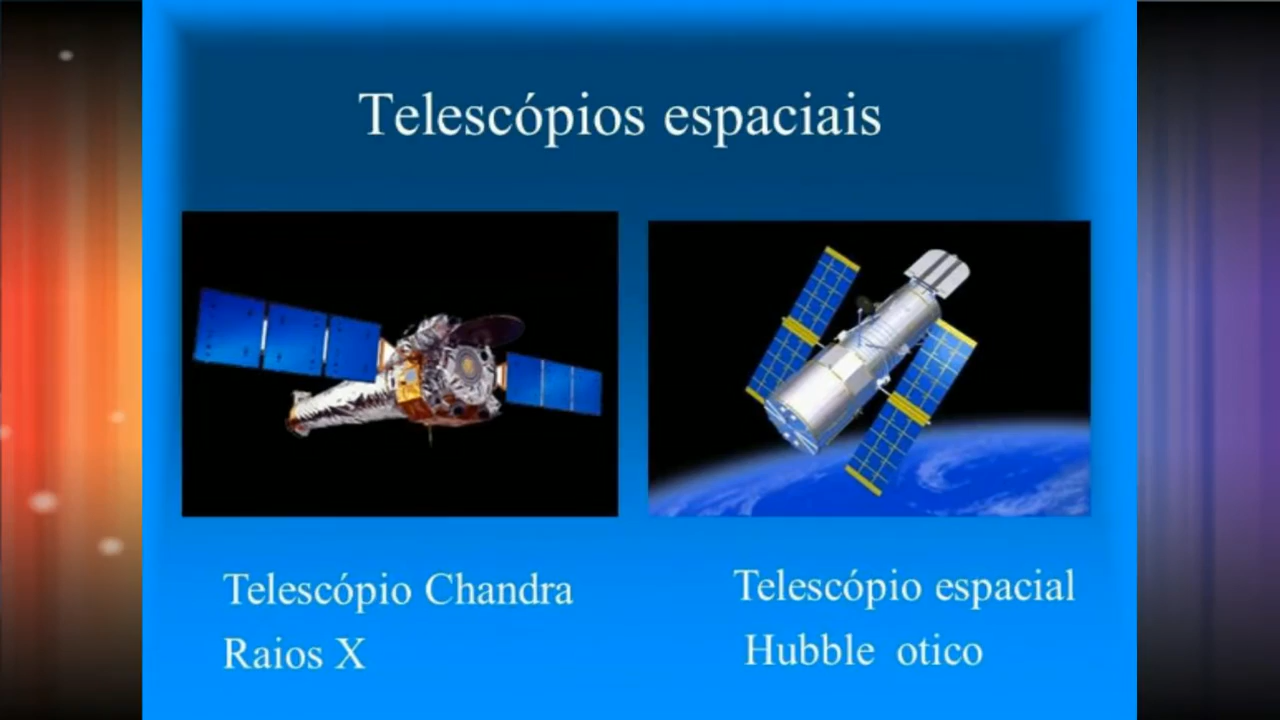 Telescópios espaciais
Telescópio Chandra
Raios X
Telescópio espacial
Hubble otico